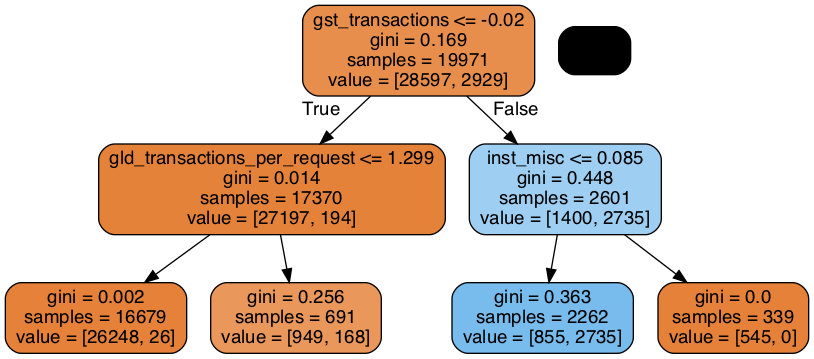 gst_transactions <= -0.02
gini = 0.169
samples = 19971
value = [28597, 2929]
True
False
gld_transactions_per_request <= 1.299
gini = 0.014
samples = 17370
value = [27197, 194]
inst_misc <= 0.085
gini = 0.448
samples = 2601
value = [1400, 2735]
gini = 0.002
samples = 16679
value = [26248, 26]
gini = 0.256
samples = 691
value = [949, 168]
gini = 0.363
samples = 2262
value = [855, 2735]
gini = 0.0
samples = 339
value = [545, 0]